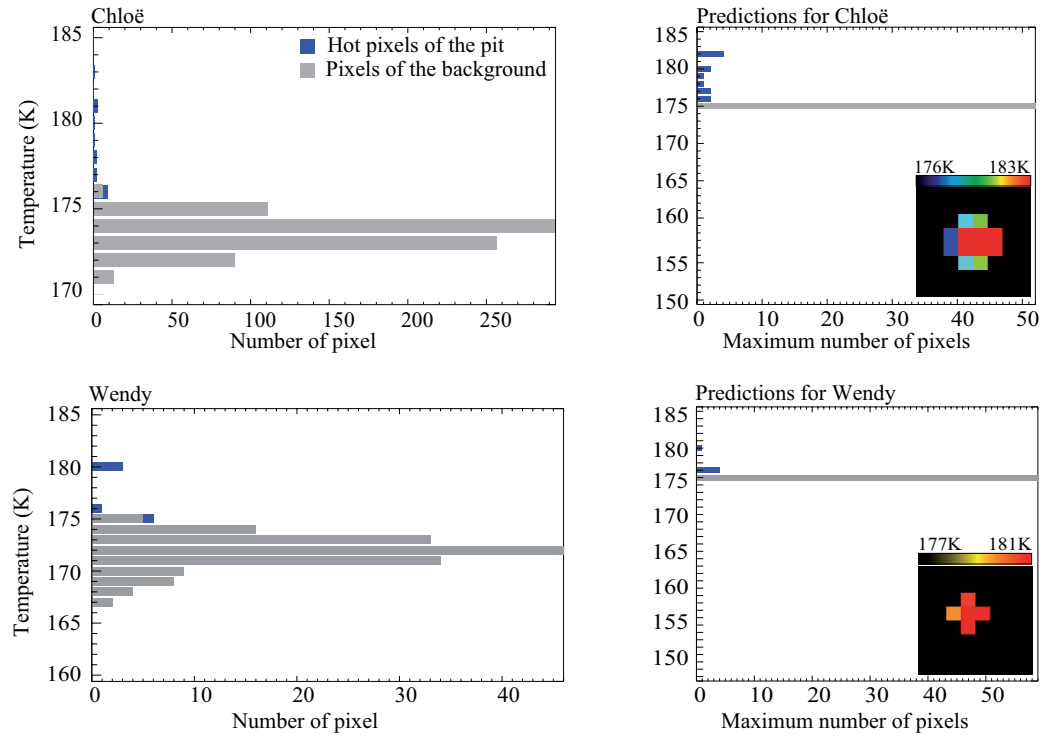 Chloë
185
180
175
170
Temperature (K)
0 50 100 150 200 250
Number of pixel
Hot pixels of the pit
Pixels of the background
Predictions for Chloë
185
180
175
170
165
160
155
150
0 10 20 30 40 50
Maximum number of pixels
176K 183K
Wendy
185
180
175
170
165
160
Temperature (K)
0 10 20 30 40
Number of pixel
Predictions for Wendy
185
180
175
170
165
160
155
150
0 10 20 30 40 50
Maximum number of pixels
177K 181K